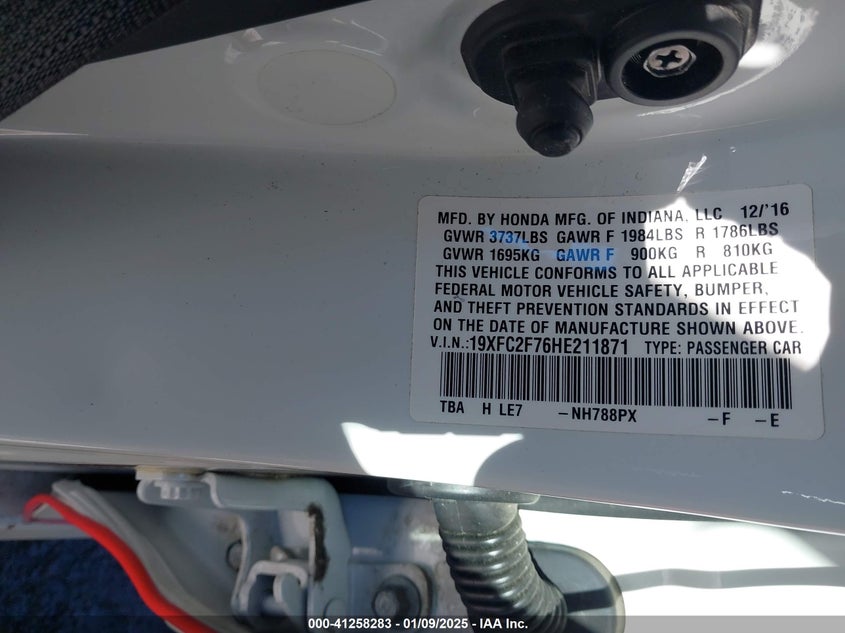 MFD. BY HONDA MFG. OF INDIANA, LLC 12/'16
GVWR 3737LBS GAWR F 1984LBS R 1786LBS
GVWR 1695KG GAWR F 900KG R 810KG
THIS VEHICLE CONFORMS TO ALL APPLICABLE
FEDERAL MOTOR VEHICLE SAFETY, BUMPER,
AND THEFT PREVENTION STANDARDS IN EFFECT
ON THE DATE OF MANUFACTURE SHOWN ABOVE.
V.I.N.:19XFC2F76HE211871 TYPE: PASSENGER CAR
TBA H LE7 -NH788PX -F -E
000-41258283 - 01/09/2025 - IAA Inc.